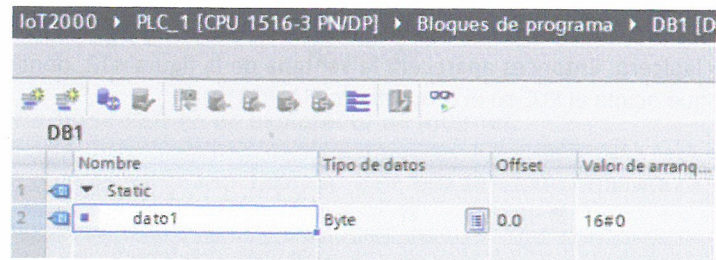 IoT2000 ▸ PLC_1 [CPU 1516-3 PN/DP] ▸ Bloques de programa ▸ DB1 [D
DB1
Nombre Tipo de datos Offset Valor de arranq...
1 Static
2 dato1 Byte 0.0 16#0